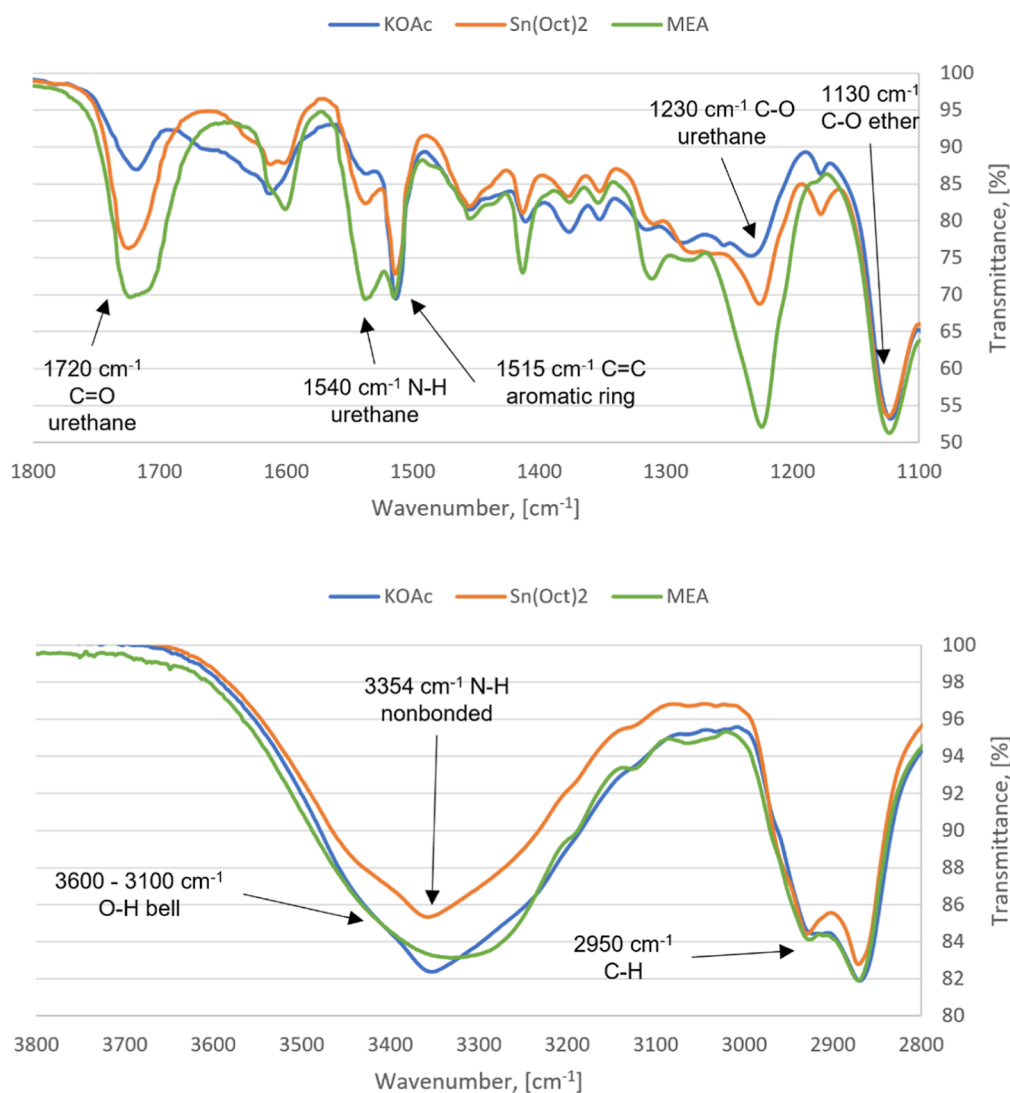 KOAc Sn(Oct)2 MEA
100
95
90
85
80
75
70
65
60
55
50
Transmittance, [%]
1230 cm⁻¹ C-O
urethane
1130 cm⁻¹
C-O ether
1720 cm⁻¹
C=O
urethane
1540 cm⁻¹ N-H
urethane
1515 cm⁻¹ C=C
aromatic ring
1800 1700 1600 1500 1400 1300 1200 1100
Wavenumber, [cm⁻¹]
KOAc Sn(Oct)2 MEA
100
98
96
94
92
90
88
86
84
82
80
Transmittance, [%]
3354 cm⁻¹ N-H
nonbonded
3600 - 3100 cm⁻¹
O-H bell
2950 cm⁻¹
C-H
3800 3700 3600 3500 3400 3300 3200 3100 3000 2900 2800
Wavenumber, [cm⁻¹]